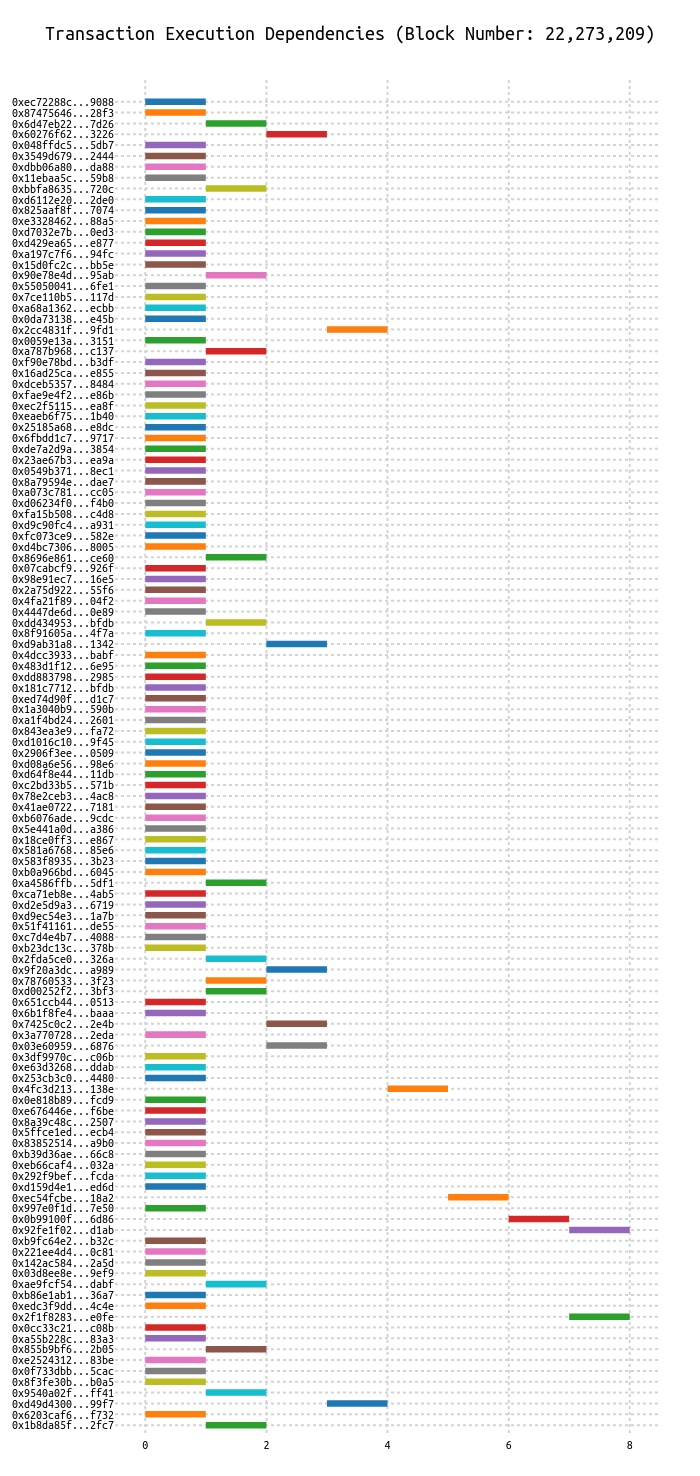 Transaction Execution Dependencies (Block Number: 22,273,209)
0xec72288c...9088
0x87475646...28f3
0x6d47eb22...7d26
0x60276f62...3226
0x048ffdc5...5db7
0x3549d679...2444
0xdbb06a80...da88
0x11ebaa5c...59b8
0xbbfa8635...720c
0xd6112e20...2de0
0x825aaf8f...7074
0xe3328462...88a5
0xd7032e7b...0ed3
0xd429ea65...e877
0xa197c7f6...94fc
0x15d0fc2c...bb5e
0x90e78e4d...95ab
0x55050041...6fe1
0x7ce110b5...117d
0xa68a1362...ecbb
0x0da73138...e45b
0x2cc4831f...9fd1
0x0059e13a...3151
0xa787b968...c137
0xf90e78bd...b3df
0x16ad25ca...e855
0xdceb5357...8484
0xfae9e4f2...e86b
0xec2f5115...ea8f
0xeaeb6f75...1b40
0x25185a68...e8dc
0x6fbdd1c7...9717
0xde7a2d9a...3854
0x23ae67b3...ea9a
0x0549b371...8ec1
0x8a79594e...dae7
0xa073c781...cc05
0xd06234f0...f4b0
0xfa15b508...c4d8
0xd9c90fc4...a931
0xfc073ce9...582e
0xd4bc7306...8005
0x8696e861...ce60
0x07cabcf9...926f
0x98e91ec7...16e5
0x2a75d922...55f6
0x4fa21f89...04f2
0x4447de6d...0e89
0xdd434953...bfdb
0x8f91605a...4f7a
0xd9ab31a8...1342
0x4dcc3933...babf
0x483d1f12...6e95
0xdd883798...2985
0x181c7712...bfdb
0xed74d90f...d1c7
0x1a3040b9...590b
0xa1f4bd24...2601
0x843ea3e9...fa72
0xd1016c10...9f45
0x2906f3ee...0509
0xd08a6e56...98e6
0xd64f8e44...11db
0xc2bd33b5...571b
0x78e2ceb3...4ac8
0x41ae0722...7181
0xb6076ade...9cdc
0x5e441a0d...a386
0x18ce0ff3...e867
0x581a6768...85e6
0x583f8935...3b23
0xb0a966bd...6045
0xa4586ffb...5df1
0xca71eb8e...4ab5
0xd2e5d9a3...6719
0xd9ec54e3...1a7b
0x51f41161...de55
0xc7d4e4b7...4088
0xb23dc13c...378b
0x2fda5ce0...326a
0x9f20a3dc...a989
0x78760533...3f23
0xd00252f2...3bf3
0x651ccb44...0513
0x6b1f8fe4...baaa
0x7425c0c2...2e4b
0x3a770728...2eda
0x03e60959...6876
0x3df9970c...c06b
0xe63d3268...ddab
0x253cb3c0...4480
0x4fc3d213...138e
0x0e818b89...fcd9
0xe676446e...f6be
0x8a39c48c...2507
0x5ffce1ed...ecb4
0x83852514...a9b0
0xb39d36ae...66c8
0xeb66caf4...032a
0x292f9bef...fcda
0xd159d4e1...ed6d
0xec54fcbe...18a2
0x997e0f1d...7e50
0x0b99100f...6d86
0x92fe1f02...d1ab
0xb9fc64e2...b32c
0x221ee4d4...0c81
0x142ac584...2a5d
0x03d8ee8e...9ef9
0xae9fcf54...dabf
0xb86e1ab1...36a7
0xedc3f9dd...4c4e
0x2f1f8283...e0fe
0x0cc33c21...c08b
0xa55b228c...83a3
0x855b9bf6...2b05
0xe2524312...83be
0x0f733dbb...5cac
0x8f3fe30b...b0a5
0x9540a02f...ff41
0xd49d4300...99f7
0x6203caf6...f732
0x1b8da85f...2fc7
0 2 4 6 8